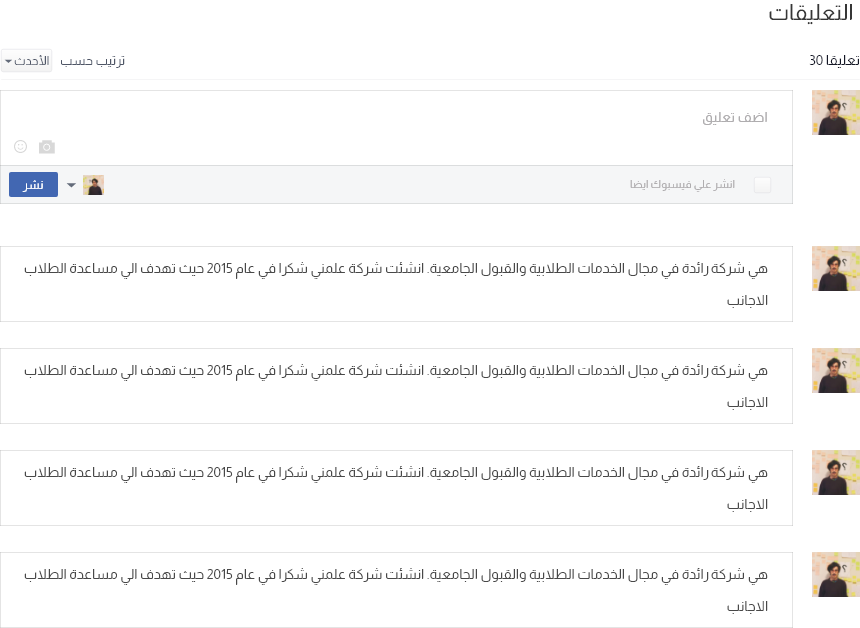 التعليقات
30 تعليقا
ترتيب حسب الأحدث
اضف تعليق
انشر علي فيسبوك ايضا
نشر
هي شركة رائدة في مجال الخدمات الطلابية والقبول الجامعية. انشئت شركة علمني شكرا في عام 2015 حيث تهدف الي مساعدة الطلاب
الاجانب
هي شركة رائدة في مجال الخدمات الطلابية والقبول الجامعية. انشئت شركة علمني شكرا في عام 2015 حيث تهدف الي مساعدة الطلاب
الاجانب
هي شركة رائدة في مجال الخدمات الطلابية والقبول الجامعية. انشئت شركة علمني شكرا في عام 2015 حيث تهدف الي مساعدة الطلاب
الاجانب
هي شركة رائدة في مجال الخدمات الطلابية والقبول الجامعية. انشئت شركة علمني شكرا في عام 2015 حيث تهدف الي مساعدة الطلاب
الاجانب